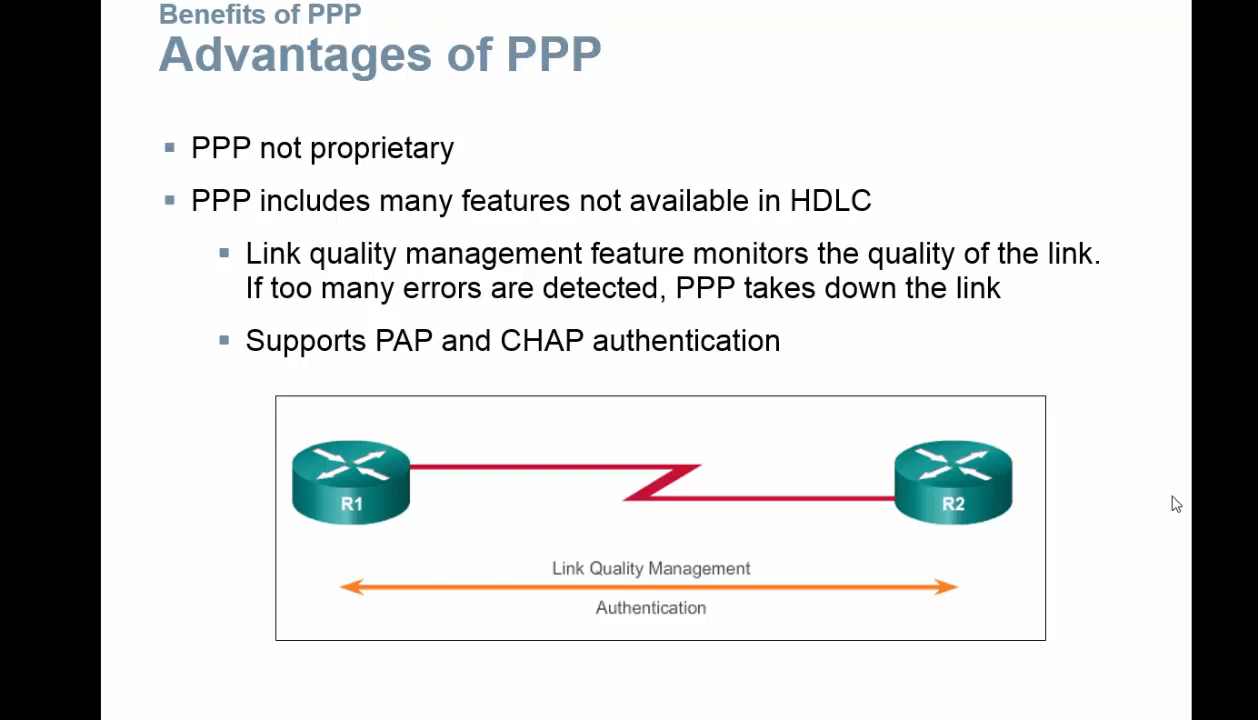 Benefits of PPP
Advantages of PPP
PPP not proprietary
PPP includes many features not available in HDLC
Link quality management feature monitors the quality of the link.
If too many errors are detected, PPP takes down the link
Supports PAP and CHAP authentication
R1
R2
Link Quality Management
Authentication